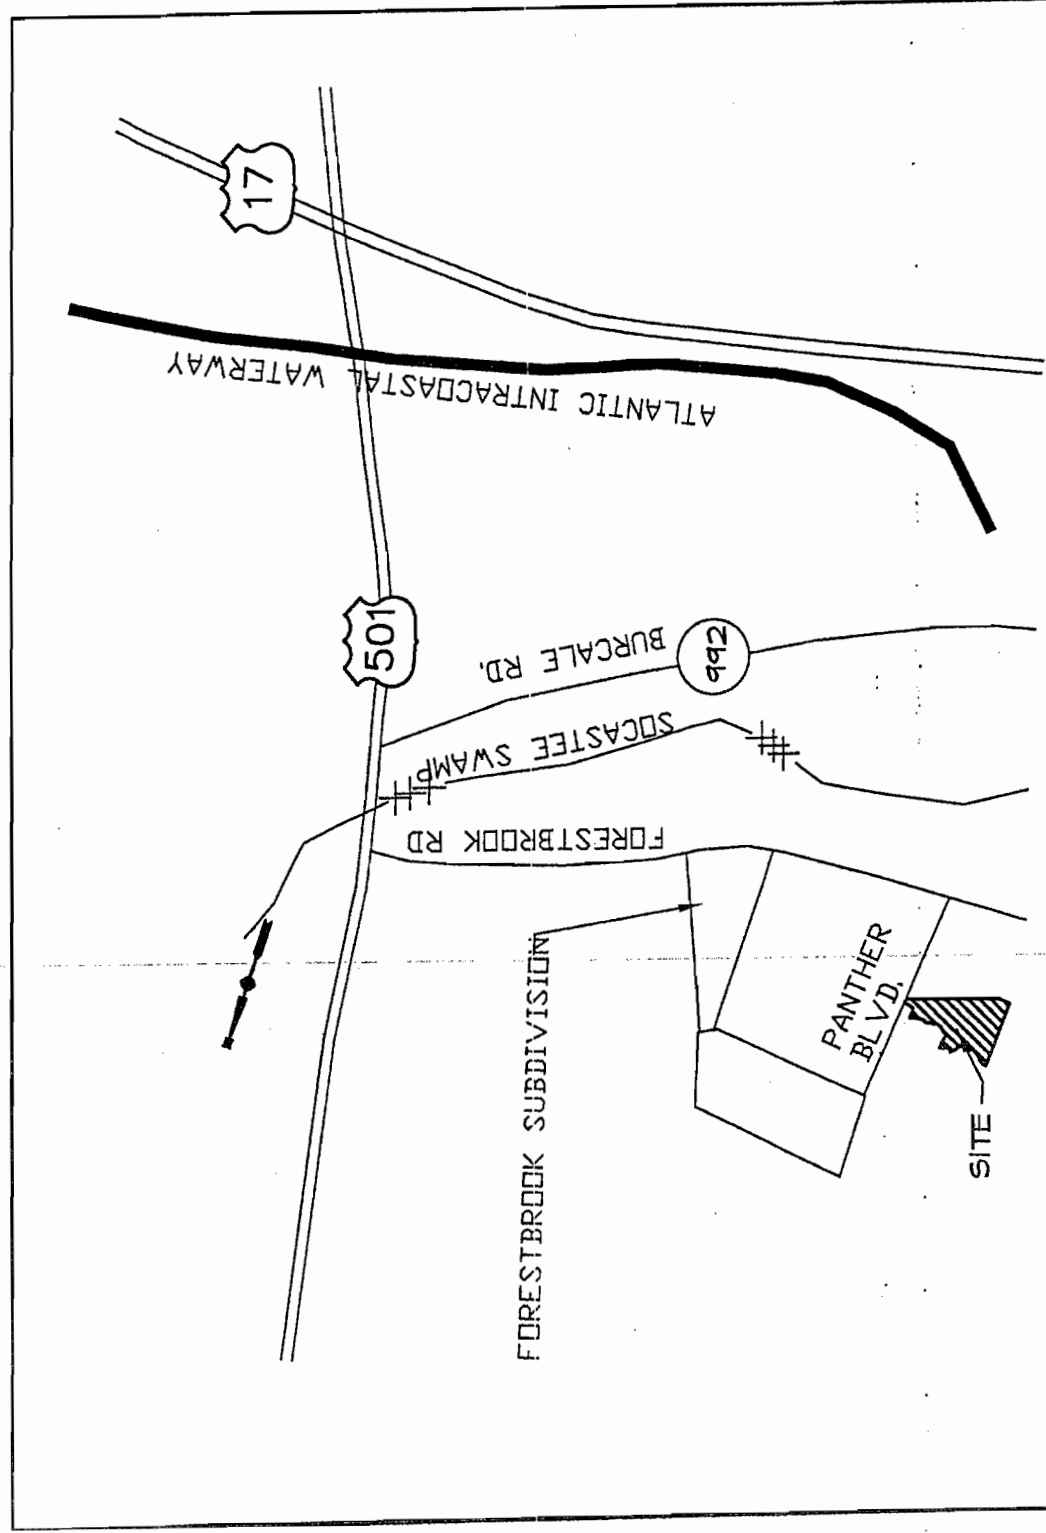 17
ATLANTIC INTRACOASTAL WATERWAY
501
BURCALE RD.
992
SOCASTEE SWAMP
FORESTBROOK RD
FORESTBROOK SUBDIVISION
PANTHER
BLVD.
SITE